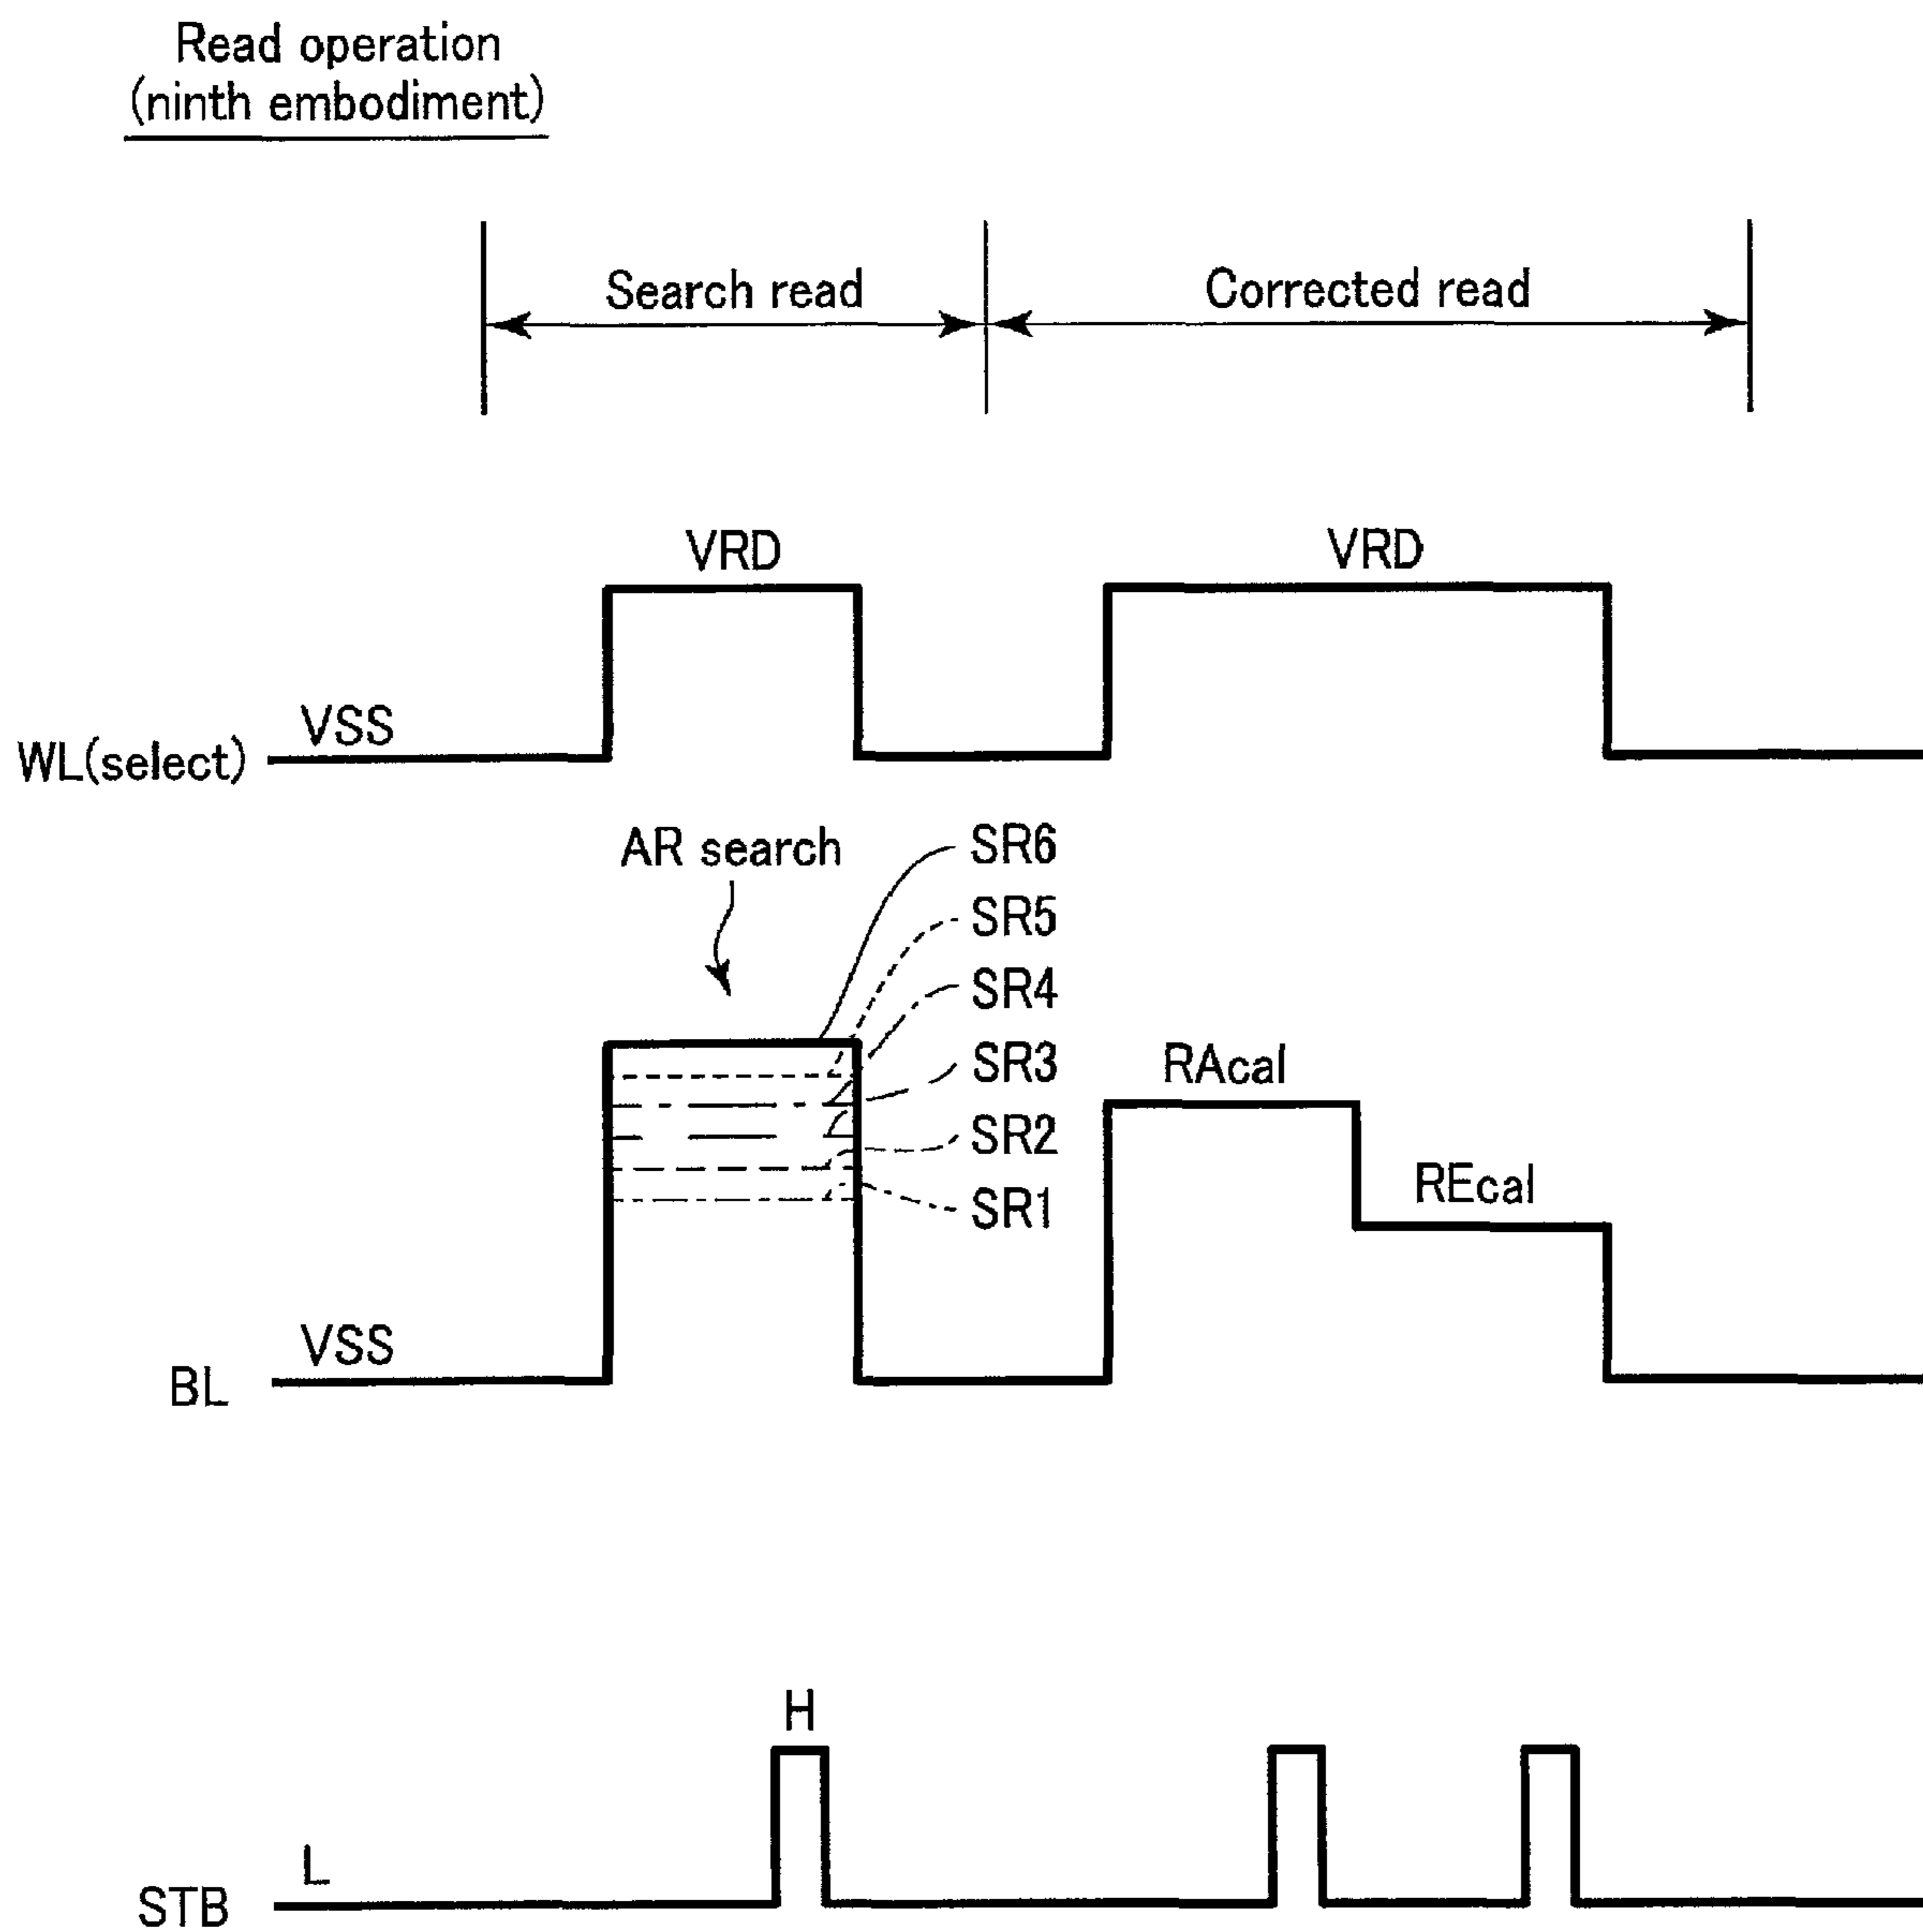 Read operation
(ninth embodiment)
Search read
Corrected read
VRD
VRD
VSS
WL(select)
AR search
SR6
SR5
SR4
SR3
SR2
SR1
RAcal
REcal
VSS
BL
H
L
STB